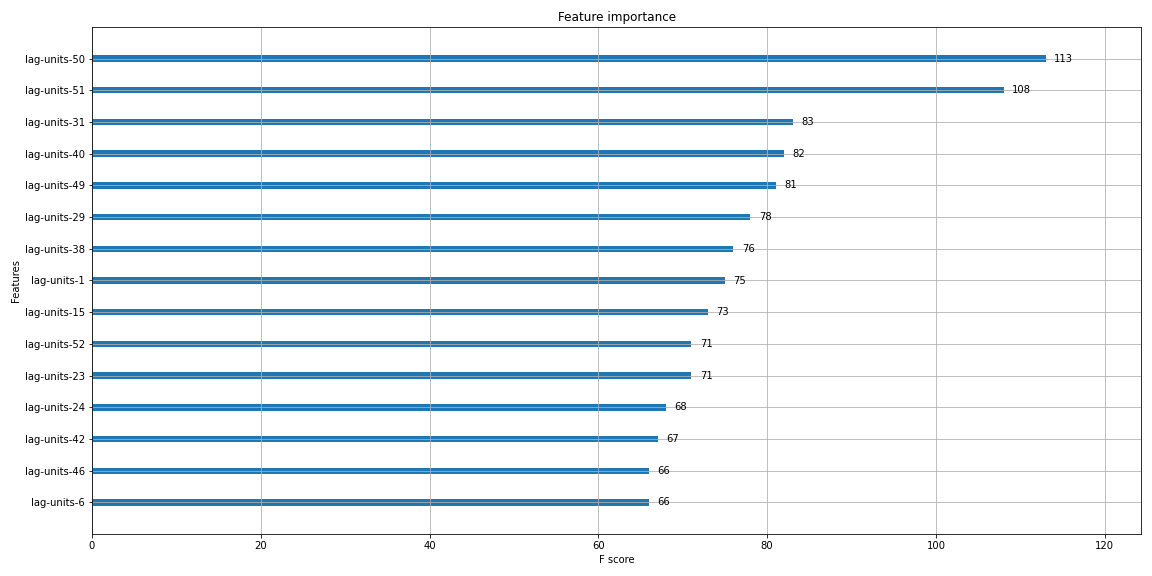 Feature importance
Features
lag-units-50 113
lag-units-51 108
lag-units-31 83
lag-units-40 82
lag-units-49 81
lag-units-29 78
lag-units-38 76
lag-units-1 75
lag-units-15 73
lag-units-52 71
lag-units-23 71
lag-units-24 68
lag-units-42 67
lag-units-46 66
lag-units-6 66
0 20 40 60 80 100 120
F score